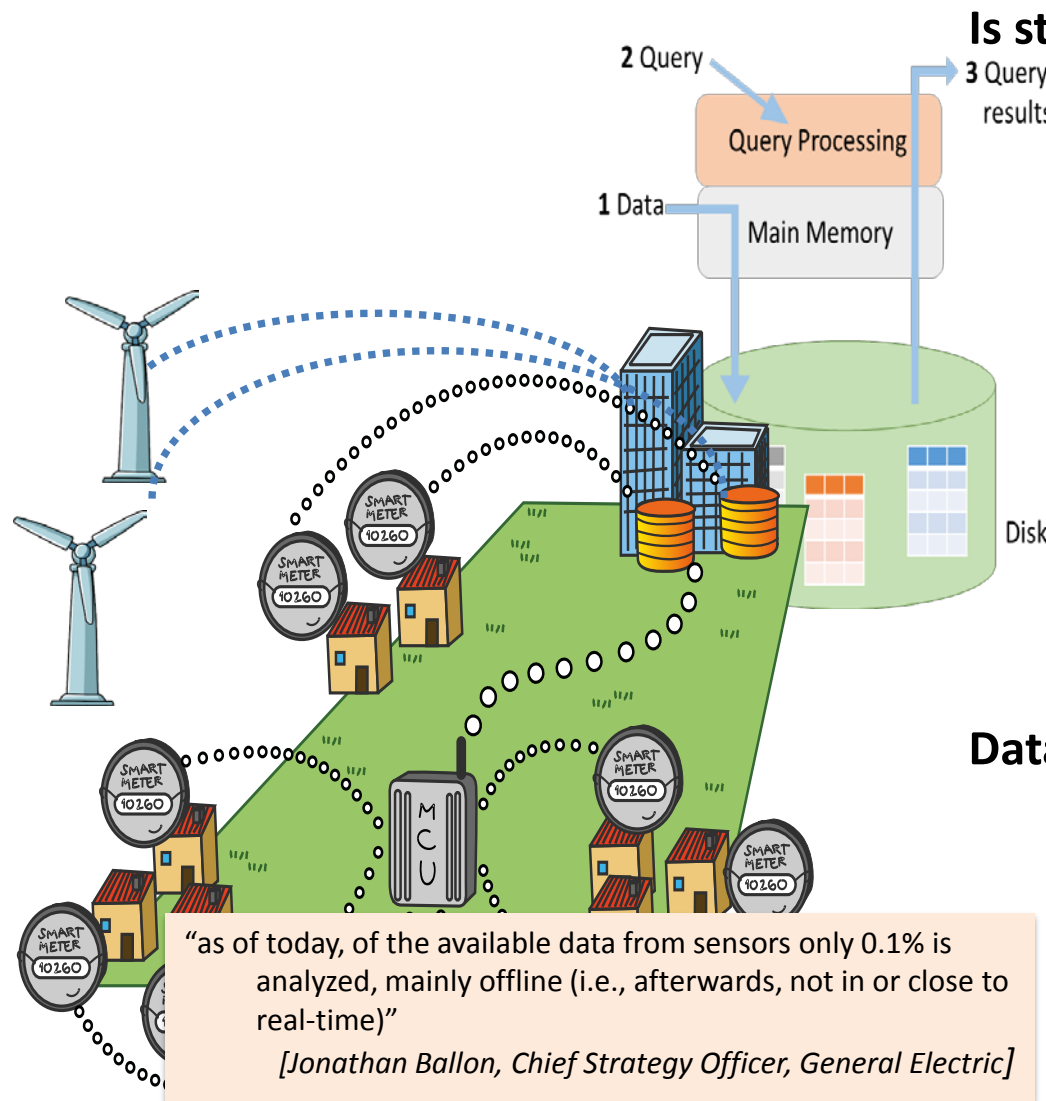 Is st
2 Query
3 Query
results
Query Processing
1 Data
Main Memory
SMART
METER
10260
SMART
METER
10260
Disk
Data
SMART
METER
10260
SMART
METER
10260
MCU
SMART
METER
10260
SMART
METER
10260
“as of today, of the available data from sensors only 0.1% is
analyzed, mainly offline (i.e., afterwards, not in or close to
real-time)”
[Jonathan Ballon, Chief Strategy Officer, General Electric]